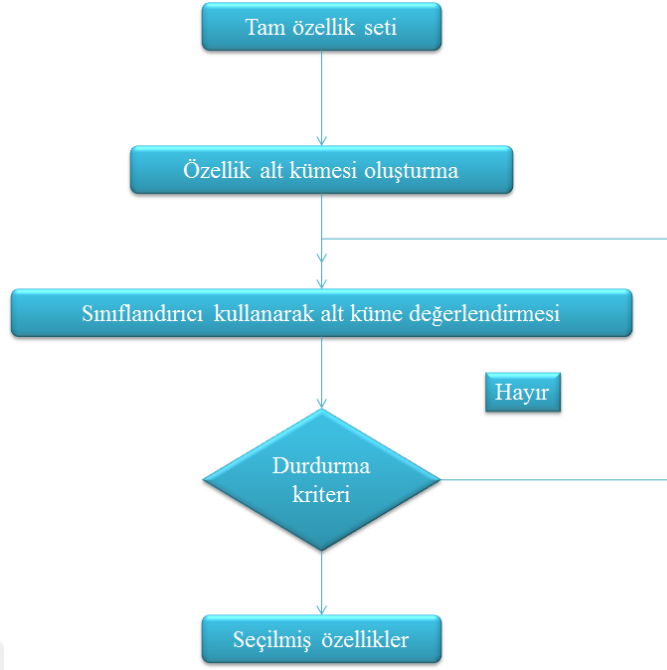 Tam özellik seti
Özellik alt kümesi oluşturma
Sınıflandırıcı kullanarak alt küme değerlendirmesi
Hayır
Durdurma
kriteri
Seçilmiş özellikler